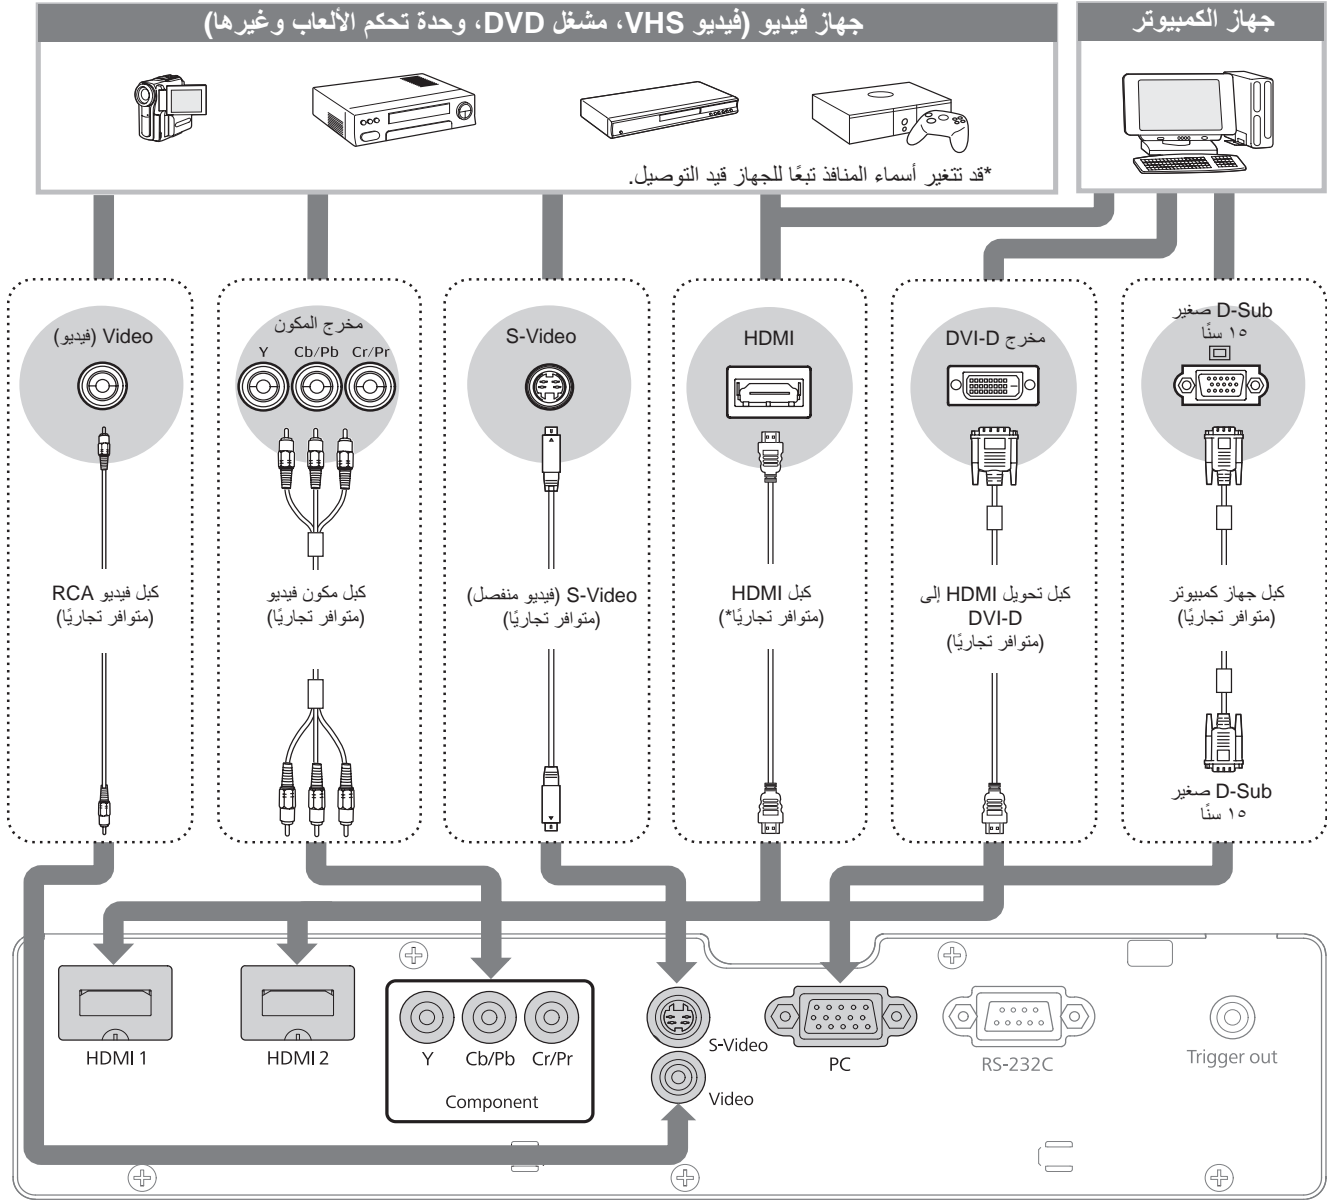 جهاز الكمبيوتر
جهاز فيديو (فيديو VHS، مشغل DVD، وحدة تحكم الألعاب وغيرها)
*قد تتغير أسماء المنافذ تبعًا للجهاز قيد التوصيل.
Video (فيديو)
مخرج المكون
Y Cb/Pb Cr/Pr
S-Video
HDMI
مخرج DVI-D
D-Sub صغير
١٥ سنًا
كبل فيديو RCA
(متوافر تجاريًا)
كبل مكون فيديو
(متوافر تجاريًا)
S-Video (فيديو منفصل)
(متوافر تجاريًا)
كبل HDMI
(متوافر تجاريًا*)
كبل تحويل HDMI إلى
DVI-D
(متوافر تجاريًا)
كبل جهاز كمبيوتر
(متوافر تجاريًا)
D-Sub صغير
١٥ سنًا
HDMI 1
HDMI 2
Y Cb/Pb Cr/Pr
Component
S-Video
Video
PC
RS-232C
Trigger out